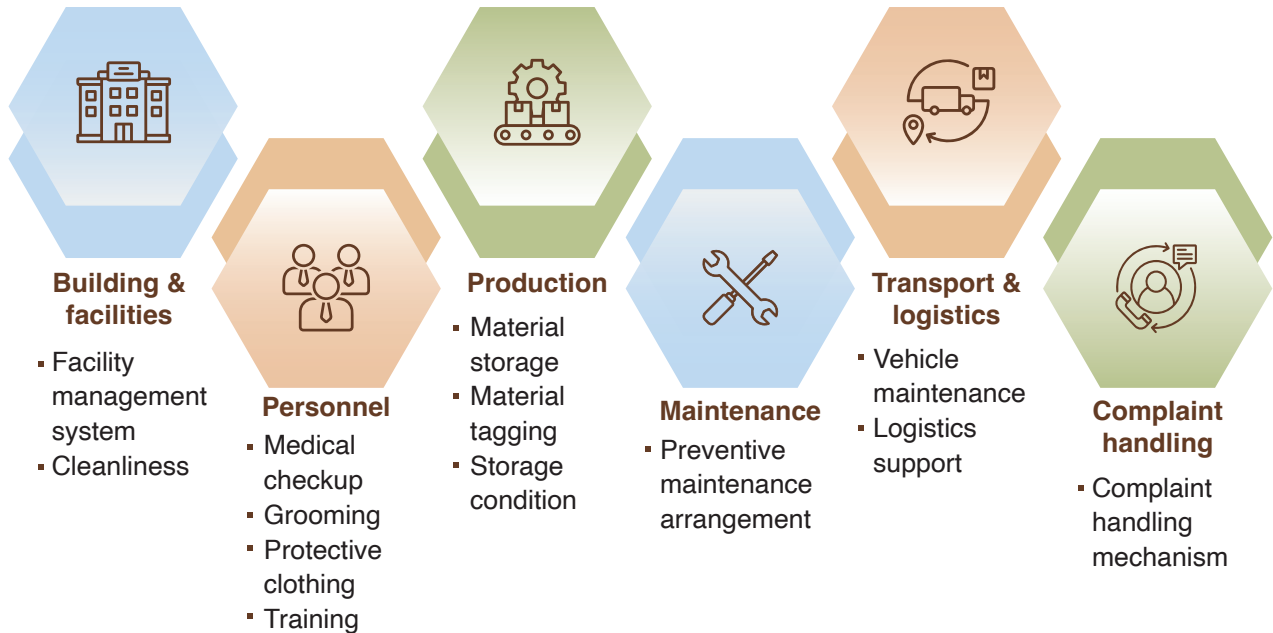 Building &
facilities
Facility
management
system
Cleanliness
Personnel
Medical
checkup
Grooming
Protective
clothing
Training
Production
Material
storage
Material
tagging
Storage
condition
Maintenance
Preventive
maintenance
arrangement
Transport &
logistics
Vehicle
maintenance
Logistics
support
Complaint
handling
Complaint
handling
mechanism